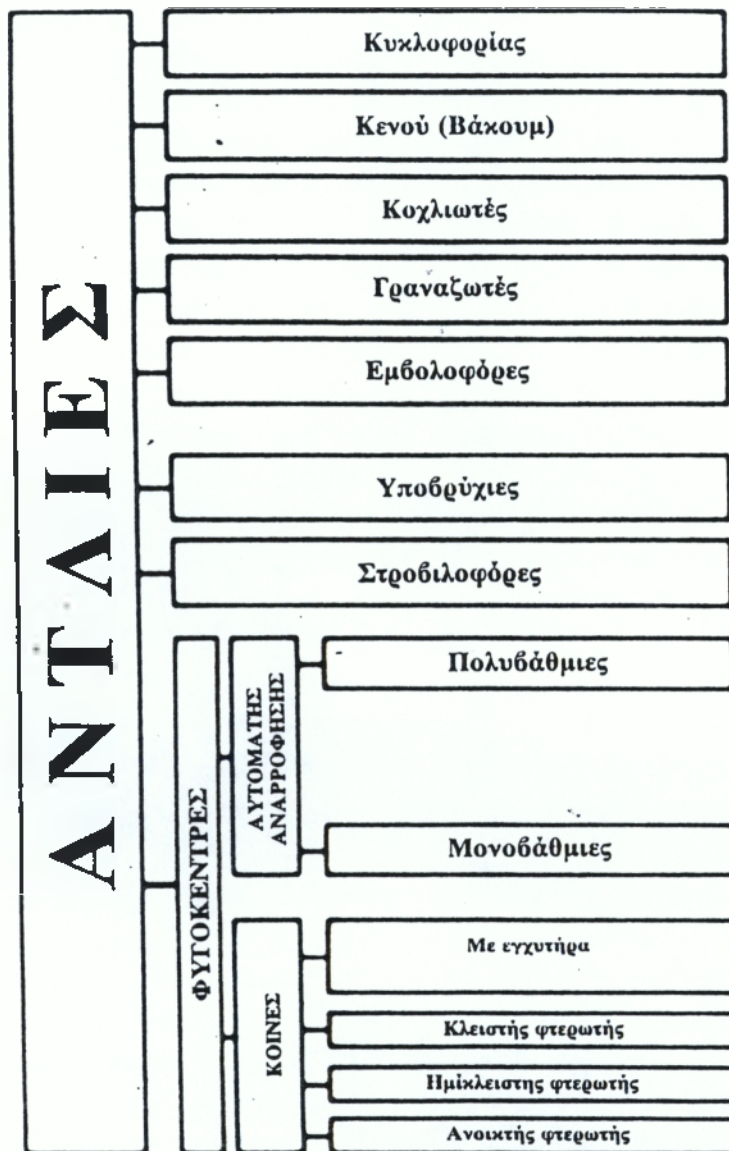 ΑΝΤΛΙΕΣ
Κυκλοφορίας
Κενού (Βάκουμ)
Κοχλιωτές
Γραναζωτές
Εμβολοφόρες
Υποβρύχιες
Στροβιλοφόρες
ΦΥΓΟΚΕΝΤΡΕΣ
ΑΥΤΟΜΑΤΗΣ
ΑΝΑΡΡΟΦΗΣΗΣ
Πολυβάθμιες
Μονοβάθμιες
ΚΟΙΝΕΣ
Με εγχυτήρα
Κλειστής φτερωτής
Ημίκλειστης φτερωτής
Ανοικτής φτερωτής